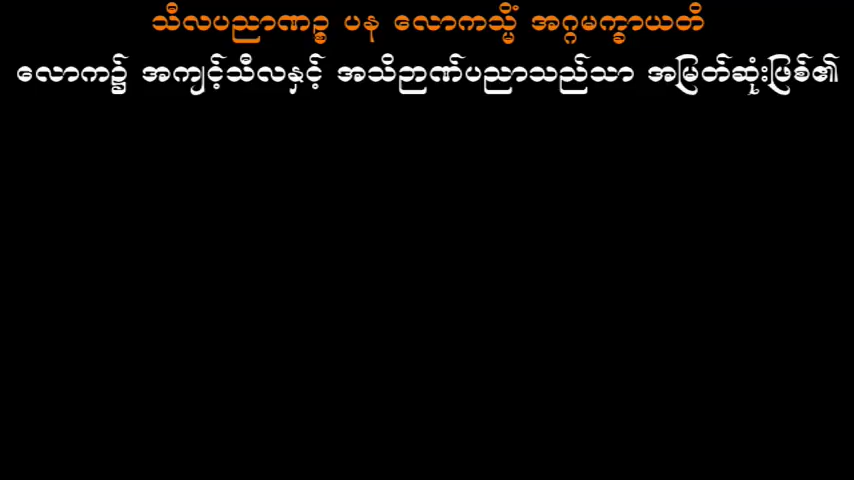 သီလပညာဏဉ္စ ပန လောကသ္မိံ အဂ္ဂမက္ခာယတိ
လောက၌ အကျင့်သီလနှင့် အသိဉာဏ်ပညာသည်သာ အမြတ်ဆုံးဖြစ်၏